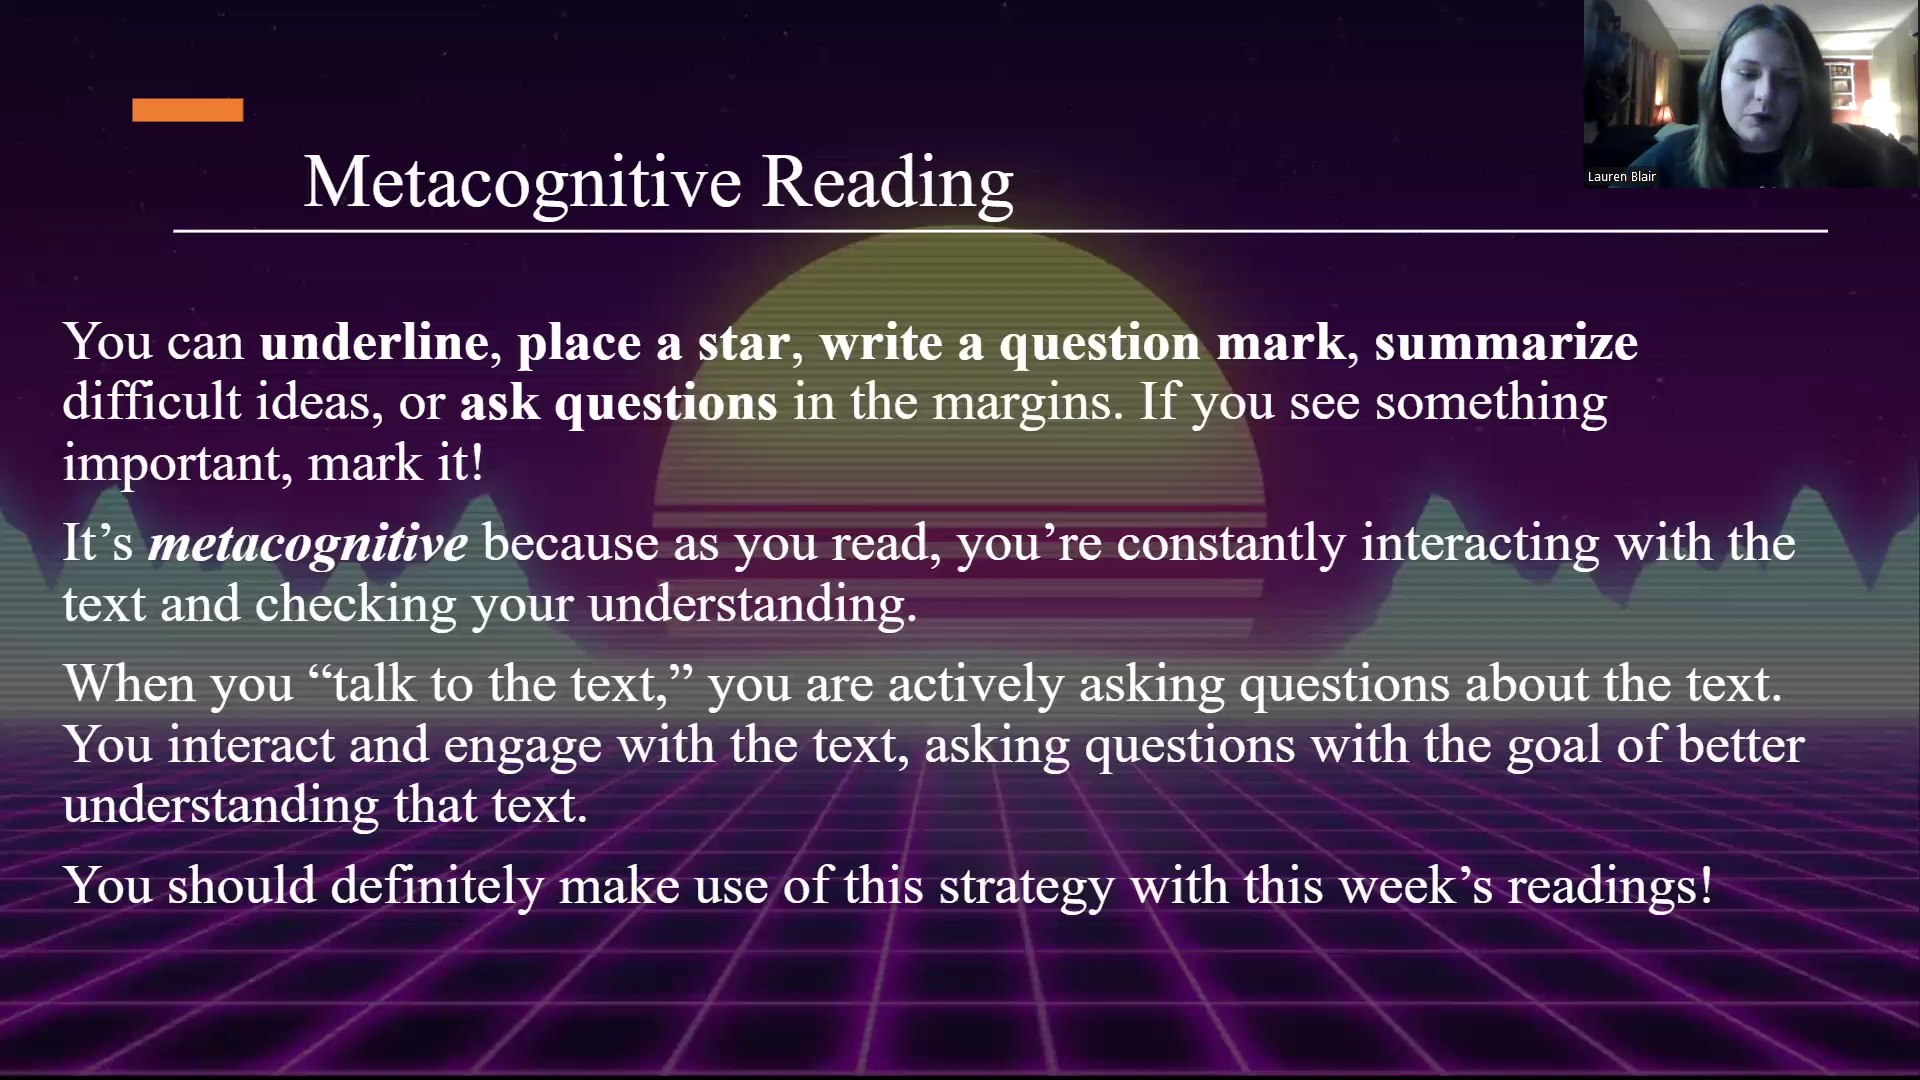 Lauren Blair
Metacognitive Reading
You can underline, place a star, write a question mark, summarize
difficult ideas, or ask questions in the margins. If you see something
important, mark it!
It’s metacognitive because as you read, you’re constantly interacting with the
text and checking your understanding.
When you “talk to the text,” you are actively asking questions about the text.
You interact and engage with the text, asking questions with the goal of better
understanding that text.
You should definitely make use of this strategy with this week’s readings!